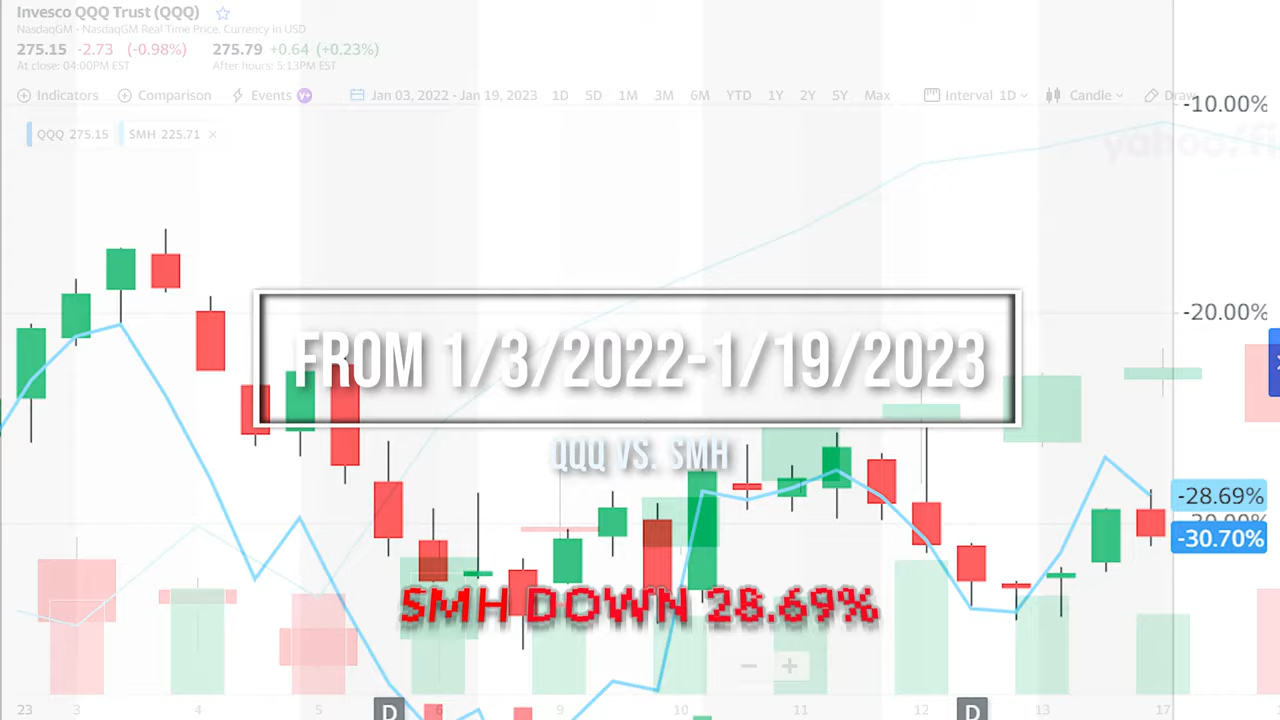 Invesco QQQ Trust (QQQ)
NasdaqGM - NasdaqGM Real Time Price. Currency in USD
275.15 -2.73 (-0.98%) 275.79 +0.64 (+0.23%)
At close: 04:00PM EST After hours: 5:13PM EST
Indicators Comparison Events Y+ Jan 03, 2022 - Jan 19, 2023 1D 5D 1M 3M 6M YTD 1Y 2Y 5Y Max Interval 1D Candle Draw
-10.00%
QQQ 275.15 SMH 225.71
yahoo!fi
-20.00%
FROM 1/3/2022-1/19/2023
QQQ VS. SMH
-28.69%
-30.00%
-30.70%
SMH DOWN 28.69%
23 3 4 5 D 6 9 10 11 12 D 13 17